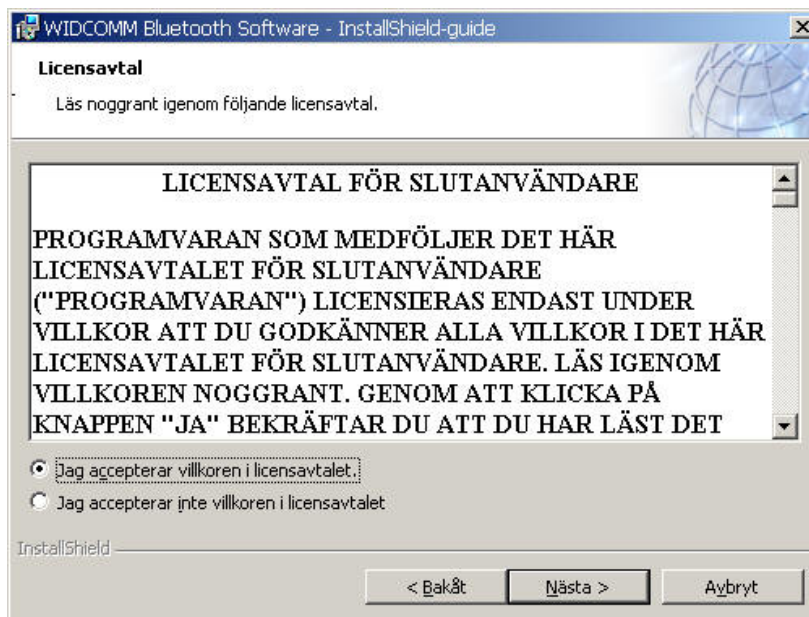 WIDCOMM Bluetooth Software - InstallShield-guide
Licensavtal
Läs noggrant igenom följande licensavtal.
LICENSAVTAL FÖR SLUTANVÄNDARE
PROGRAMVARAN SOM MEDFÖLJER DET HÄR
LICENSAVTALET FÖR SLUTANVÄNDARE
("PROGRAMVARAN") LICENSIERAS ENDAST UNDER
VILLKOR ATT DU GODKÄNNER ALLA VILLKOR I DET HÄR
LICENSAVTALET FÖR SLUTANVÄNDARE. LÄS IGENOM
VILLKOREN NOGGRANT. GENOM ATT KLICKA PÅ
KNAPPEN "JA" BEKRÄFTAR DU ATT DU HAR LÄST DET
Jag accepterar villkoren i licensavtalet.
Jag accepterar inte villkoren i licensavtalet
InstallShield
< Bakåt
Nästa >
Avbryt